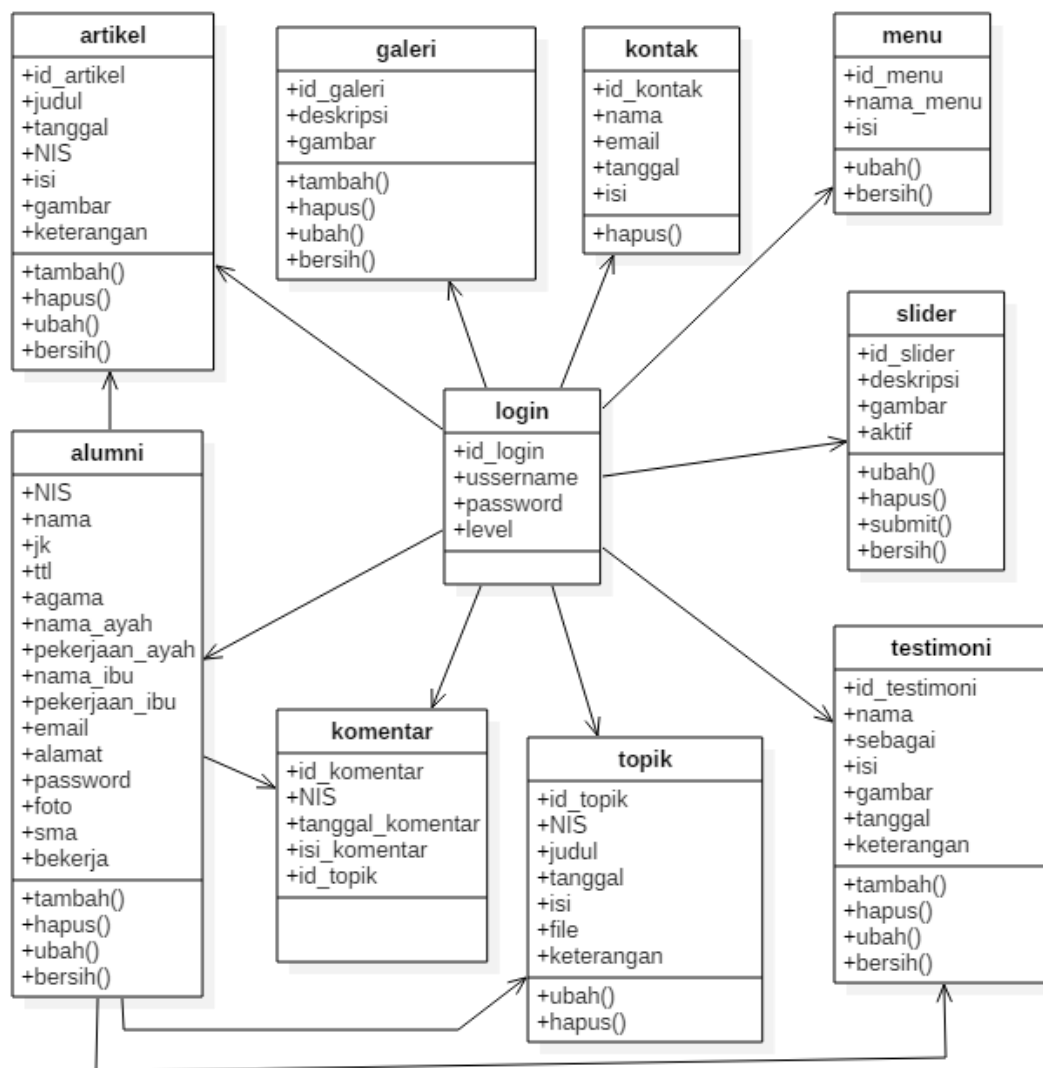 artikel
+id_artikel
+judul
+tanggal
+NIS
+isi
+gambar
+keterangan
+tambah()
+hapus()
+ubah()
+bersih()
galeri
+id_galeri
+deskripsi
+gambar
+tambah()
+hapus()
+ubah()
+bersih()
kontak
+id_kontak
+nama
+email
+tanggal
+isi
+hapus()
menu
+id_menu
+nama_menu
+isi
+ubah()
+bersih()
slider
+id_slider
+deskripsi
+gambar
+aktif
+ubah()
+hapus()
+submit()
+bersih()
login
+id_login
+ussername
+password
+level
alumni
+NIS
+nama
+jk
+ttl
+agama
+nama_ayah
+pekerjaan_ayah
+nama_ibu
+pekerjaan_ibu
+email
+alamat
+password
+foto
+sma
+bekerja
+tambah()
+hapus()
+ubah()
+bersih()
komentar
+id_komentar
+NIS
+tanggal_komentar
+isi_komentar
+id_topik
topik
+id_topik
+NIS
+judul
+tanggal
+isi
+file
+keterangan
+ubah()
+hapus()
testimoni
+id_testimoni
+nama
+sebagai
+isi
+gambar
+tanggal
+keterangan
+tambah()
+hapus()
+ubah()
+bersih()